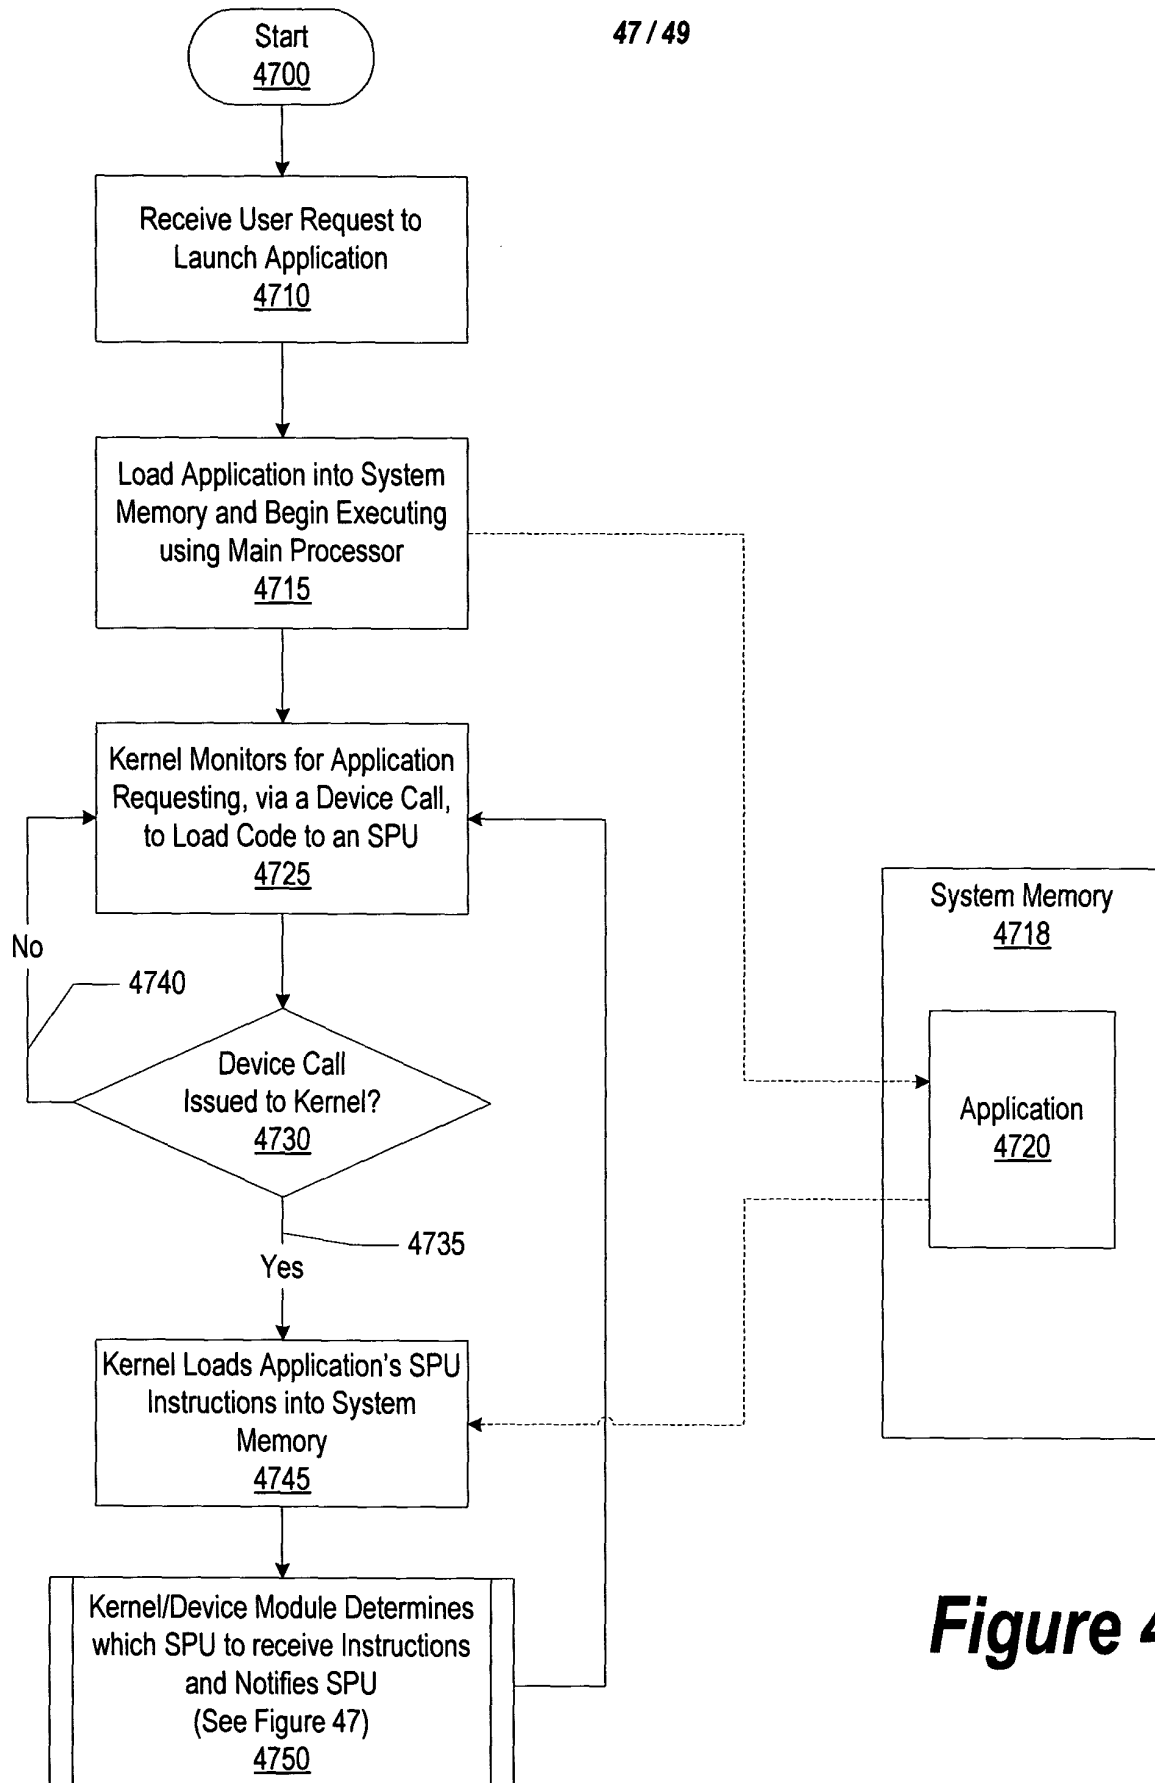 47 / 49
Start
4700
Receive User Request to
Launch Application
4710
Load Application into System
Memory and Begin Executing
using Main Processor
4715
Kernel Monitors for Application
Requesting, via a Device Call,
to Load Code to an SPU
4725
No
4740
Device Call
Issued to Kernel?
4730
4735
Yes
Kernel Loads Application's SPU
Instructions into System
Memory
4745
Kernel/Device Module Determines
which SPU to receive Instructions
and Notifies SPU
(See Figure 47)
4750
System Memory
4718
Application
4720
Figure 4